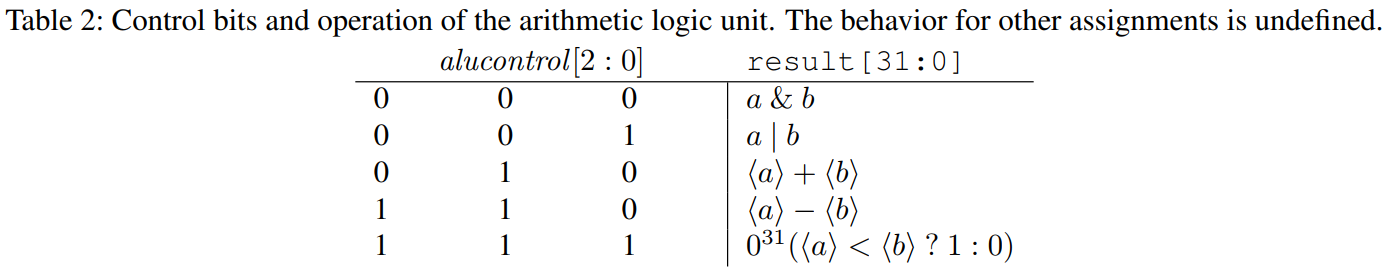 Table 2: Control bits and operation of the arithmetic logic unit. The behavior for other assignments is undefined.
alucontrol[2 : 0] result[31:0]
0 0 0 a & b
0 0 1 a | b
0 1 0 ⟨a⟩ + ⟨b⟩
1 1 0 ⟨a⟩ − ⟨b⟩
1 1 1 0³¹(⟨a⟩ < ⟨b⟩ ? 1 : 0)